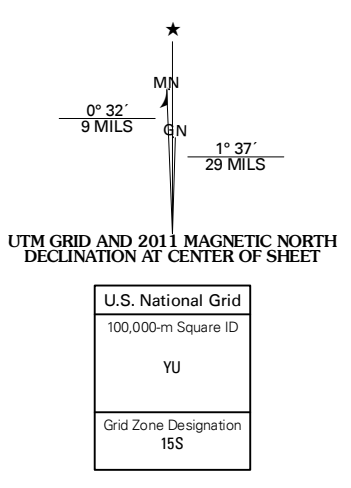 ★
MN
0° 32´
9 MILS
GN
1° 37´
29 MILS
UTM GRID AND 2011 MAGNETIC NORTH
DECLINATION AT CENTER OF SHEET
U.S. National Grid
100,000-m Square ID
YU
Grid Zone Designation
15S